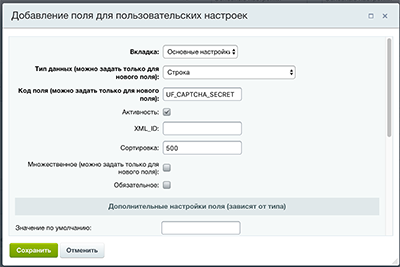 Добавление поля для пользовательских настроек
Вкладка: Основные настройки
Тип данных (можно задать только для
нового поля): Строка
Код поля (можно задать только для нового
поля): UF_CAPTCHA_SECRET
Активность:
XML_ID:
Сортировка: 500
Множественное (можно задать только для
нового поля):
Обязательное:
Дополнительные настройки поля (зависят от типа)
Значение по умолчанию:
Сохранить Отменить